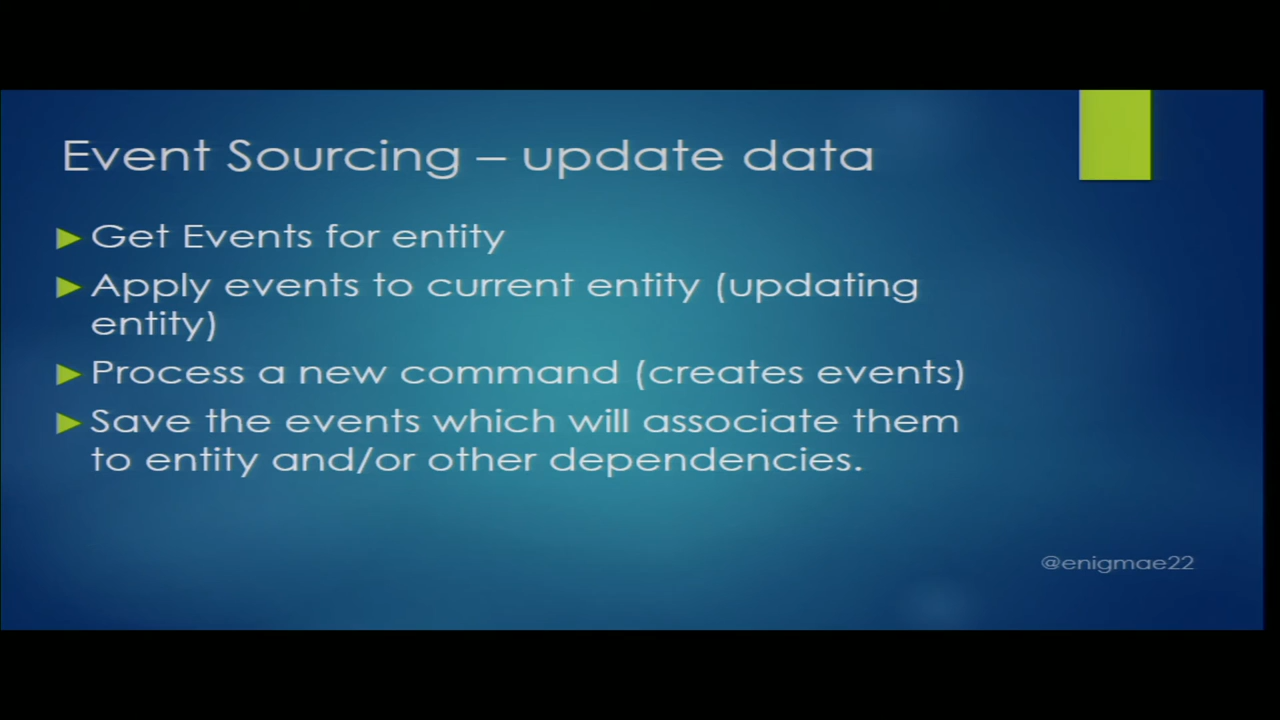 Event Sourcing – update data
Get Events for entity
Apply events to current entity (updating
entity)
Process a new command (creates events)
Save the events which will associate them
to entity and/or other dependencies.
@enigmae22